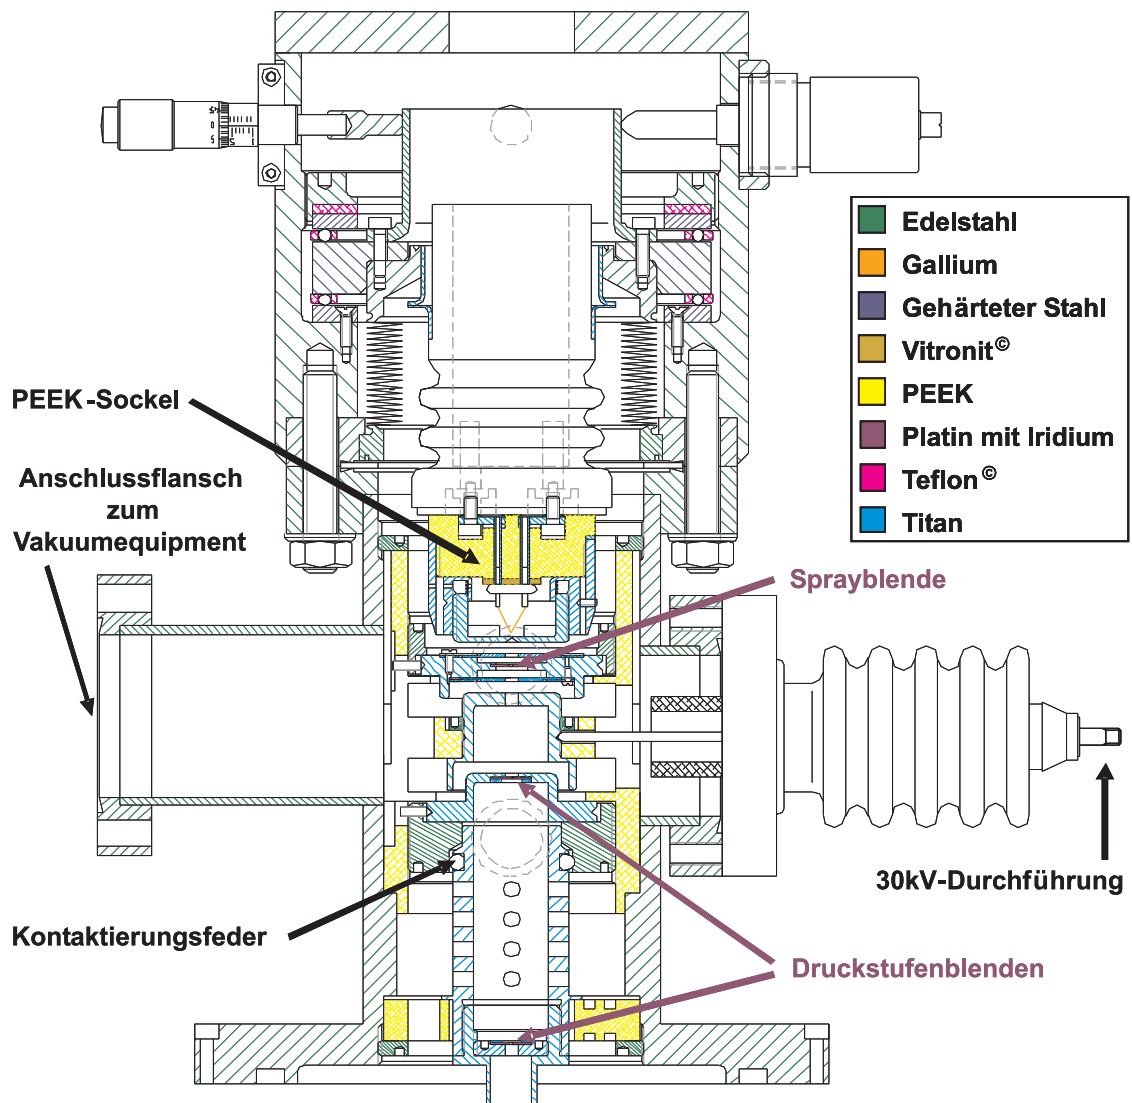 Edelstahl
Gallium
Gehärteter Stahl
Vitronit©
PEEK
Platin mit Iridium
Teflon©
Titan
PEEK-Sockel
Anschlussflansch
zum
Vakuumequipment
Sprayblende
30kV-Durchführung
Kontaktierungsfeder
Druckstufenblenden